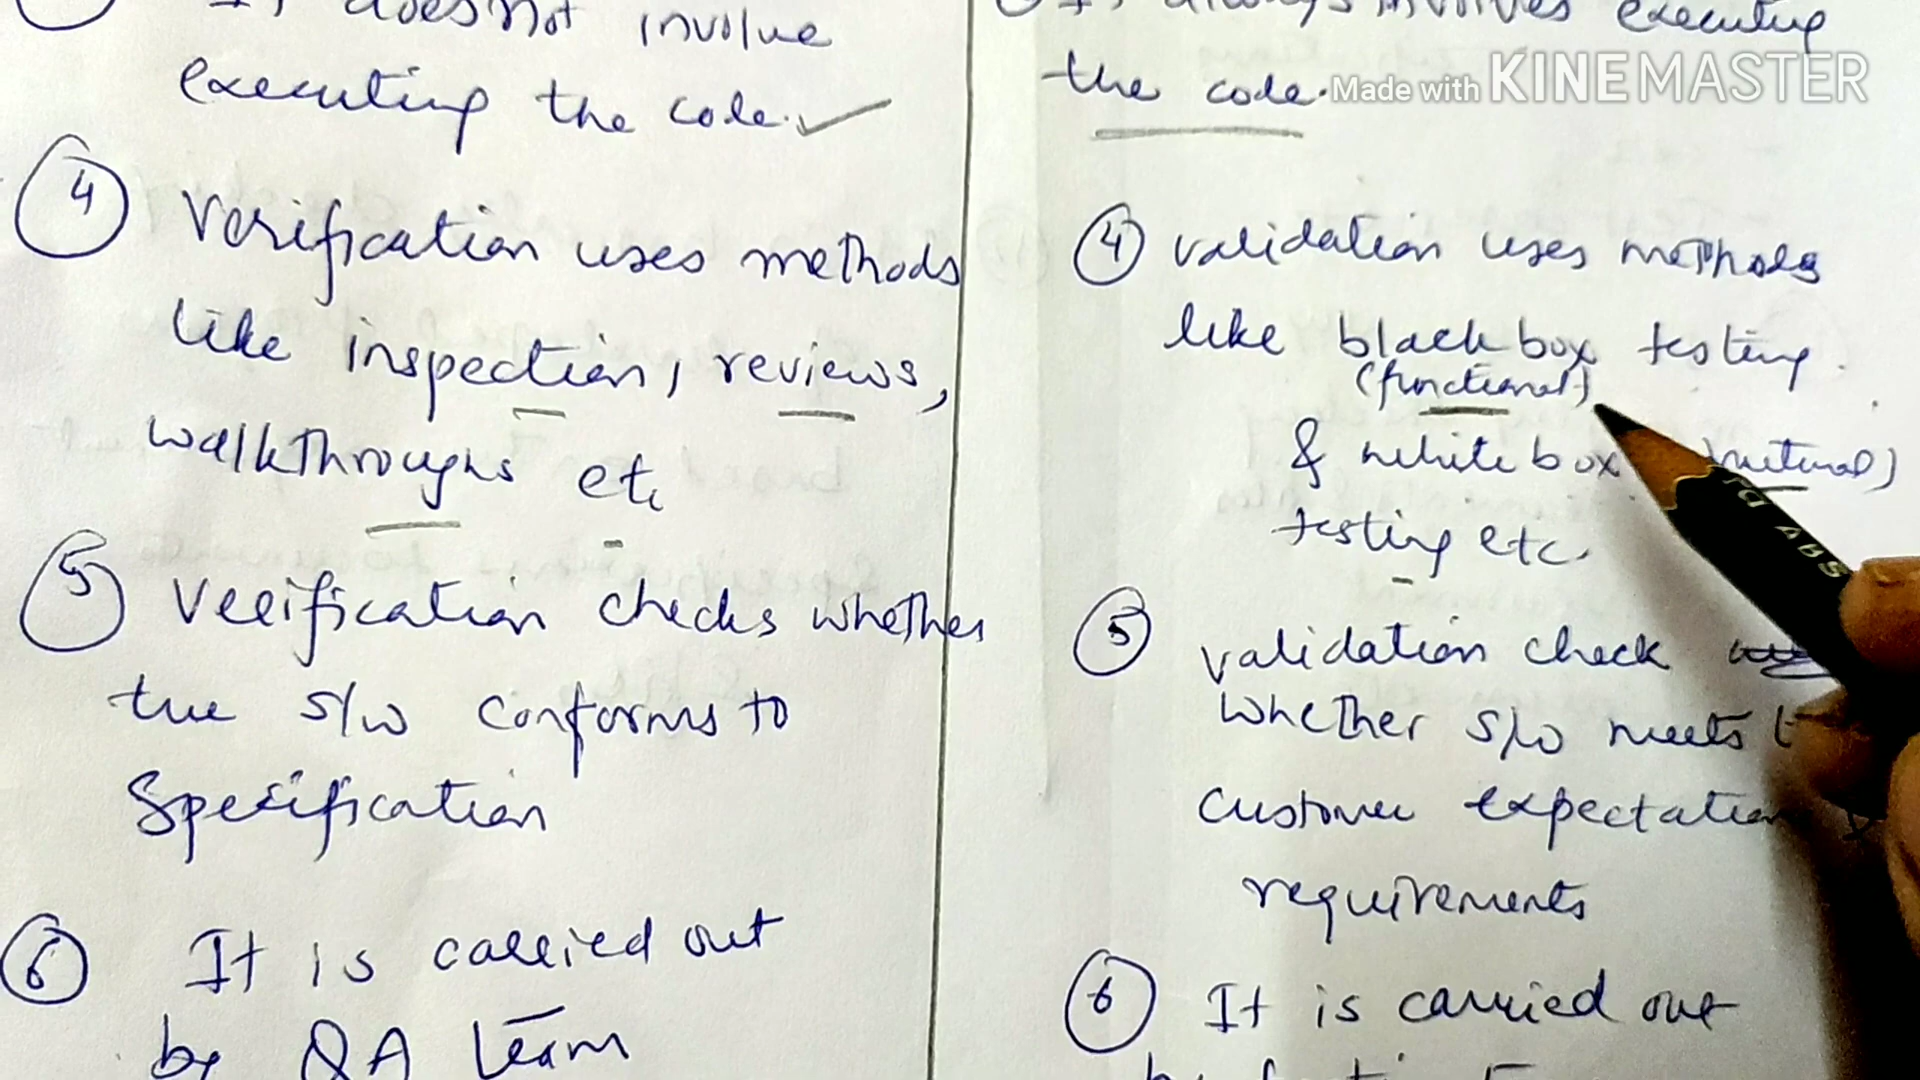 It does not involve
executing the code.
4 Verification uses methods
like inspection, reviews,
walkthroughs etc
5 Verification checks whether
the s/w conforms to
Specification
6 It is carried out
by QA team
It always involves executing
the code.
Made with KINEMASTER
4 validation uses methods
like black box testing.
(functional)
& white box
testing etc.
5 validation check
whether s/w meets
customer expectation
requirements
6 It is carried out
by